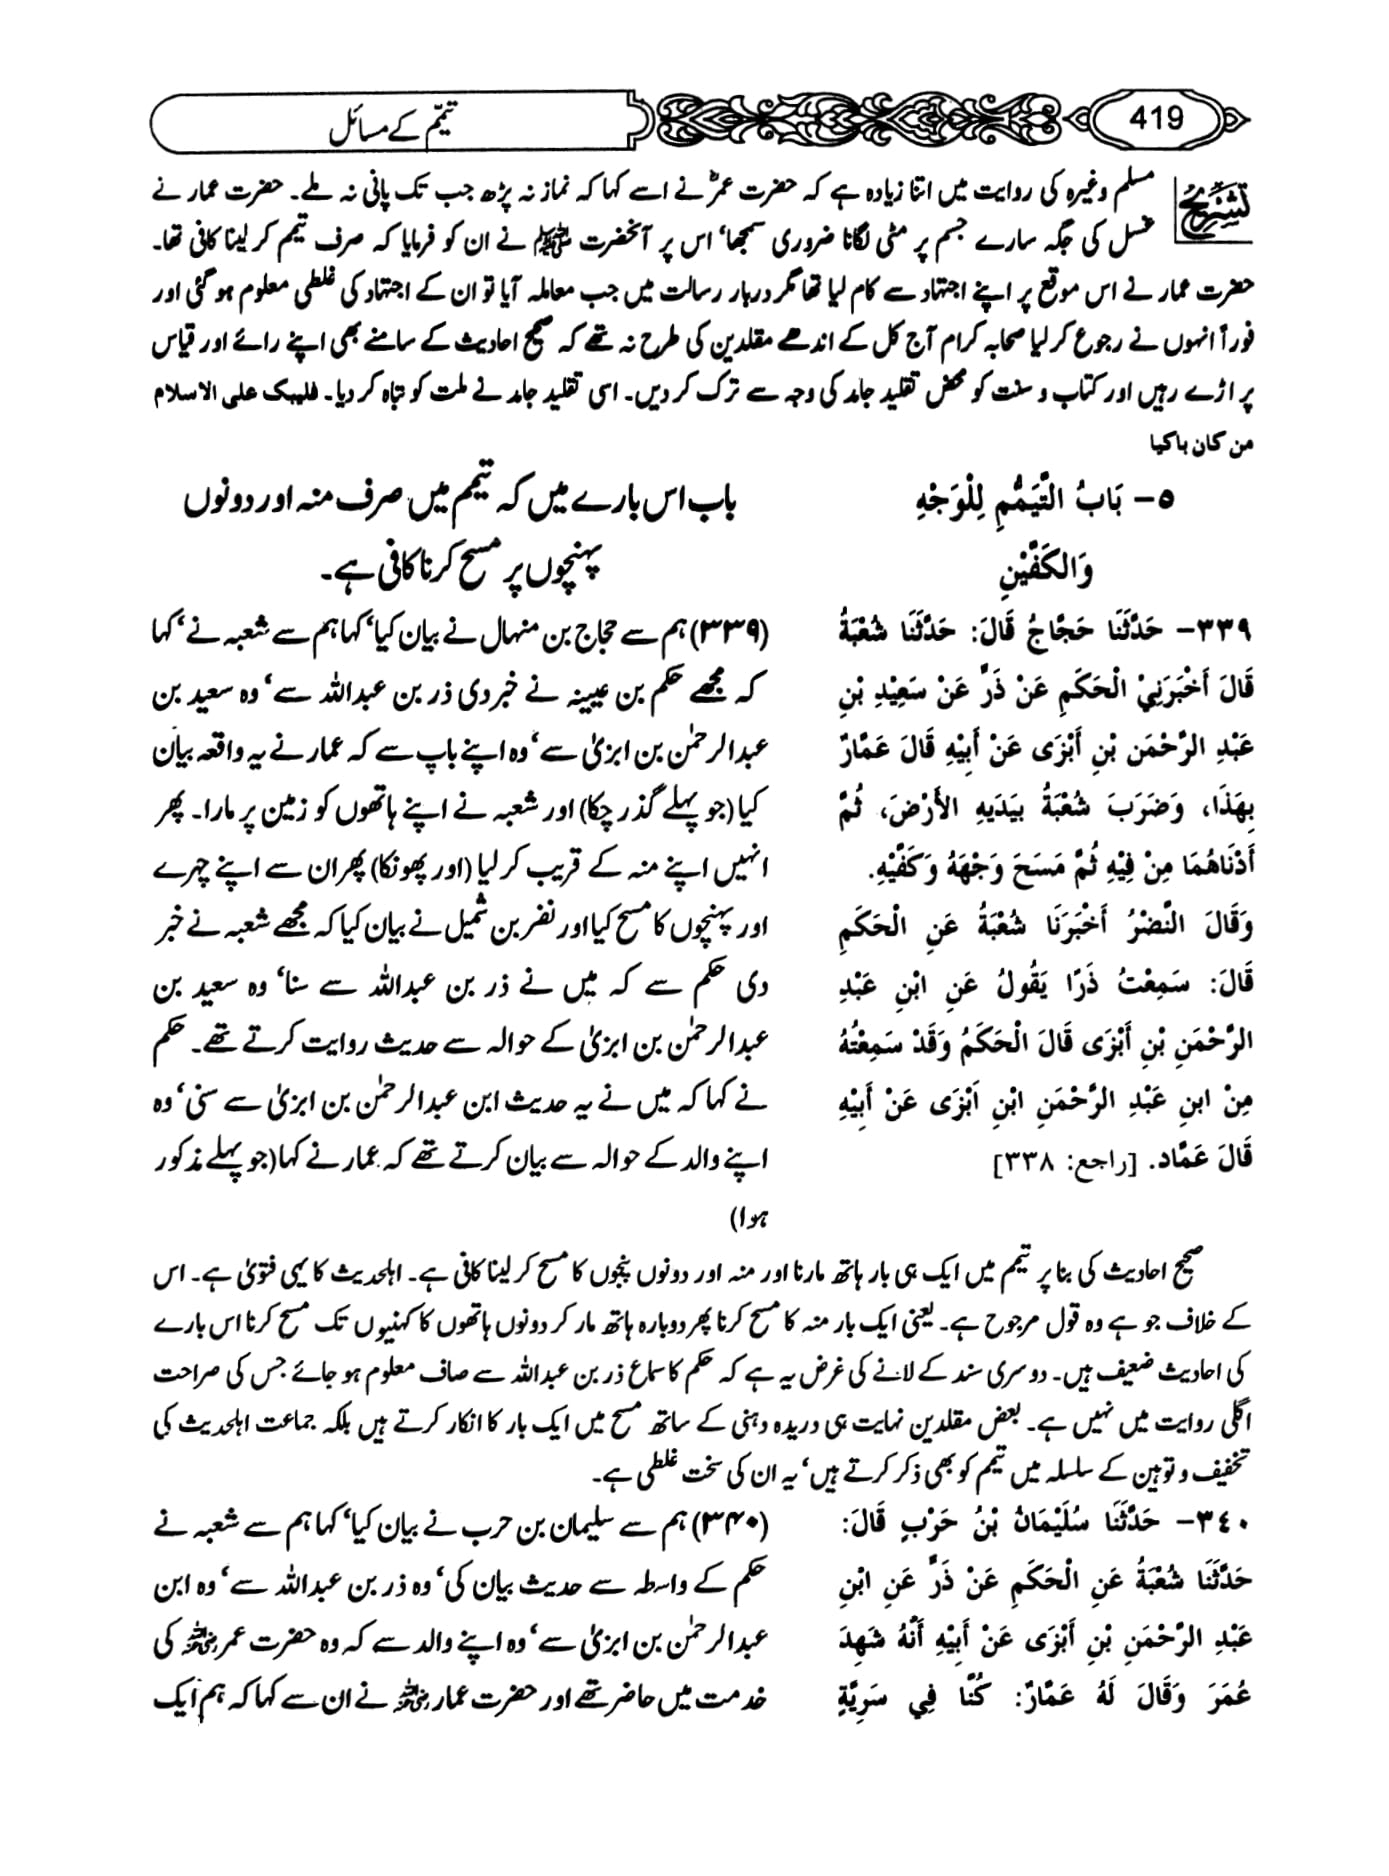 419
تیمّم کے مسائل
تشریح
مسلم وغیرہ کی روایت میں اتنا زیادہ ہے کہ حضرت عمرؓ نے اسے کہا کہ نماز نہ پڑھ جب تک پانی نہ ملے۔ حضرت عمار نے
غسل کی جگہ سارے جسم پر مٹی لگانا ضروری سمجھا‘ اس پر آنحضرت ﷺ نے ان کو فرمایا کہ صرف تیمم کر لینا کافی تھا۔
حضرت عمار نے اس موقع پر اپنے اجتہاد سے کام لیا تھا مگر دربار رسالت میں جب معاملہ آیا تو ان کے اجتہاد کی غلطی معلوم ہو گئی اور
فوراً انہوں نے رجوع کر لیا صحابہ کرام آج کل کے اندھے مقلدین کی طرح نہ تھے کہ صحیح احادیث کے سامنے بھی اپنے رائے اور قیاس
پر اڑے رہیں اور کتاب و سنت کو محض تقلید جامد کی وجہ سے ترک کر دیں۔ اسی تقلید جامد نے ملت کو تباہ کر دیا۔ فلیبک علی الاسلام
من کان باکیا
٥- بَابُ التَّيَمُّمِ لِلْوَجْهِ
وَالكَفَّيْنِ
باب اس بارے میں کہ تیمم میں صرف منہ اور دونوں
پہنچوں پر مسح کرنا کافی ہے۔
٣٣٩- حَدَّثَنَا حَجَّاجُ قَالَ: حَدَّثَنَا شُعْبَةُ
قَالَ أَخْبَرَنِيْ الْحَكَمِ عَنْ ذَرٍّ عَنْ سَعِيْدِ بْنِ
عَبْدِ الرَّحْمَنِ بْنِ أَبْزَى عَنْ أَبِيْهِ قَالَ عَمَّارٌ
بِهَذَا، وَضَرَبَ شُعْبَةُ بِيَدَيهِ الأَرْضَ، ثُمَّ
أَدْنَاهُمَا مِنْ فِيْهِ ثُمَّ مَسَحَ وَجْهَهُ وَكَفَّيْهِ.
وَقَالَ النَّضْرُ أَخْبَرَنَا شُعْبَةُ عَنِ الْحَكَمِ
قَالَ: سَمِعْتُ ذَرًّا يَقُولُ عَنِ ابْنِ عَبْدِ
الرَّحْمَنِ بْنِ أَبْزَى قَالَ الْحَكَمُ وَقَدْ سَمِعْتُهُ
مِنْ ابنِ عَبْدِ الرَّحْمَنِ ابْنِ اَبْزَى عَنْ أَبِيْهِ
قَالَ عَمَّاد. [راجع: ٣٣٨]
(۳۳۹) ہم سے حجاج بن منہال نے بیان کیا‘ کہا ہم سے شعبہ نے‘ کہا
کہ مجھے حکم بن عیینہ نے خبر دی ذر بن عبداللہ سے‘ وہ سعید بن
عبدالرحمٰن بن ابزیٰ سے‘ وہ اپنے باپ سے کہ عمار نے یہ واقعہ بیان
کیا (جو پہلے گذر چکا) اور شعبہ نے اپنے ہاتھوں کو زمین پر مارا۔ پھر
انہیں اپنے منہ کے قریب کر لیا (اور پھونکا) پھر ان سے اپنے چہرے
اور پہنچوں کا مسح کیا اور نضر بن شمیل نے بیان کیا کہ مجھے شعبہ نے خبر
دی حکم سے کہ میں نے ذر بن عبداللہ سے سنا‘ وہ سعید بن
عبدالرحمٰن بن ابزیٰ کے حوالہ سے حدیث روایت کرتے تھے۔ حکم
نے کہا کہ میں نے یہ حدیث ابن عبدالرحمٰن بن ابزیٰ سے سنی‘ وہ
اپنے والد کے حوالہ سے بیان کرتے تھے کہ عمار نے کہا (جو پہلے مذکور
ہوا)
صحیح احادیث کی بنا پر تیمم میں ایک ہی بار ہاتھ مارنا اور منہ اور دونوں پنجوں کا مسح کر لینا کافی ہے۔ اہلحدیث کا یہی فتویٰ ہے۔ اس
کے خلاف جو ہے وہ قول مرجوح ہے۔ یعنی ایک بار منہ کا مسح کرنا پھر دوبارہ ہاتھ مار کر دونوں ہاتھوں کا کہنیوں تک مسح کرنا اس بارے
کی احادیث ضعیف ہیں۔ دوسری سند کے لانے کی غرض یہ ہے کہ حکم کا سماع ذر بن عبداللہ سے صاف معلوم ہو جائے جس کی صراحت
اگلی روایت میں نہیں ہے۔ بعض مقلدین نہایت ہی دریدہ دہنی کے ساتھ مسح میں ایک بار کا انکار کرتے ہیں بلکہ جماعت اہلحدیث کی
تخفیف و توہین کے سلسلہ میں تیمم کو بھی ذکر کرتے ہیں‘ یہ ان کی سخت غلطی ہے۔
٣٤٠- حَدَّثَنَا سُلَيْمَانُ بْنُ حَرْبٍ قَالَ:
حَدَّثَنَا شُعْبَةُ عَنِ الْحَكَمِ عَنْ ذَرٍّ عَنِ ابْنِ
عَبْدِ الرَّحْمَنِ بْنِ أَبْزَى عَنْ أَبِيْهِ أَنَّهُ شَهِدَ
عُمَرَ وَقَالَ لَهُ عَمَّارٌ: كُنَّا فِي سَرِيَّةٍ
(۳۴۰) ہم سے سلیمان بن حرب نے بیان کیا‘ کہا ہم سے شعبہ نے
حکم کے واسطہ سے حدیث بیان کی‘ وہ ذر بن عبداللہ سے‘ وہ ابن
عبدالرحمٰن بن ابزیٰ سے‘ وہ اپنے والد سے کہ وہ حضرت عمر رضی اللہ عنہ کی
خدمت میں حاضر تھے اور حضرت عمار رضی اللہ عنہ نے ان سے کہا کہ ہم ایک